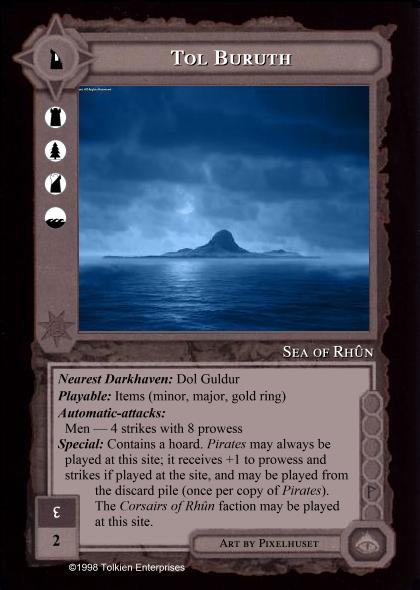 Tol Buruth
Sea of Rhûn
Nearest Darkhaven: Dol Guldur
Playable: Items (minor, major, gold ring)
Automatic-attacks:
Men — 4 strikes with 8 prowess
Special: Contains a hoard. Pirates may always be
played at this site; it receives +1 to prowess and
strikes if played at the site, and may be played from
the discard pile (once per copy of Pirates).
The Corsairs of Rhûn faction may be played
at this site.
2
Art by Pixelhuset
©1998 Tolkien Enterprises